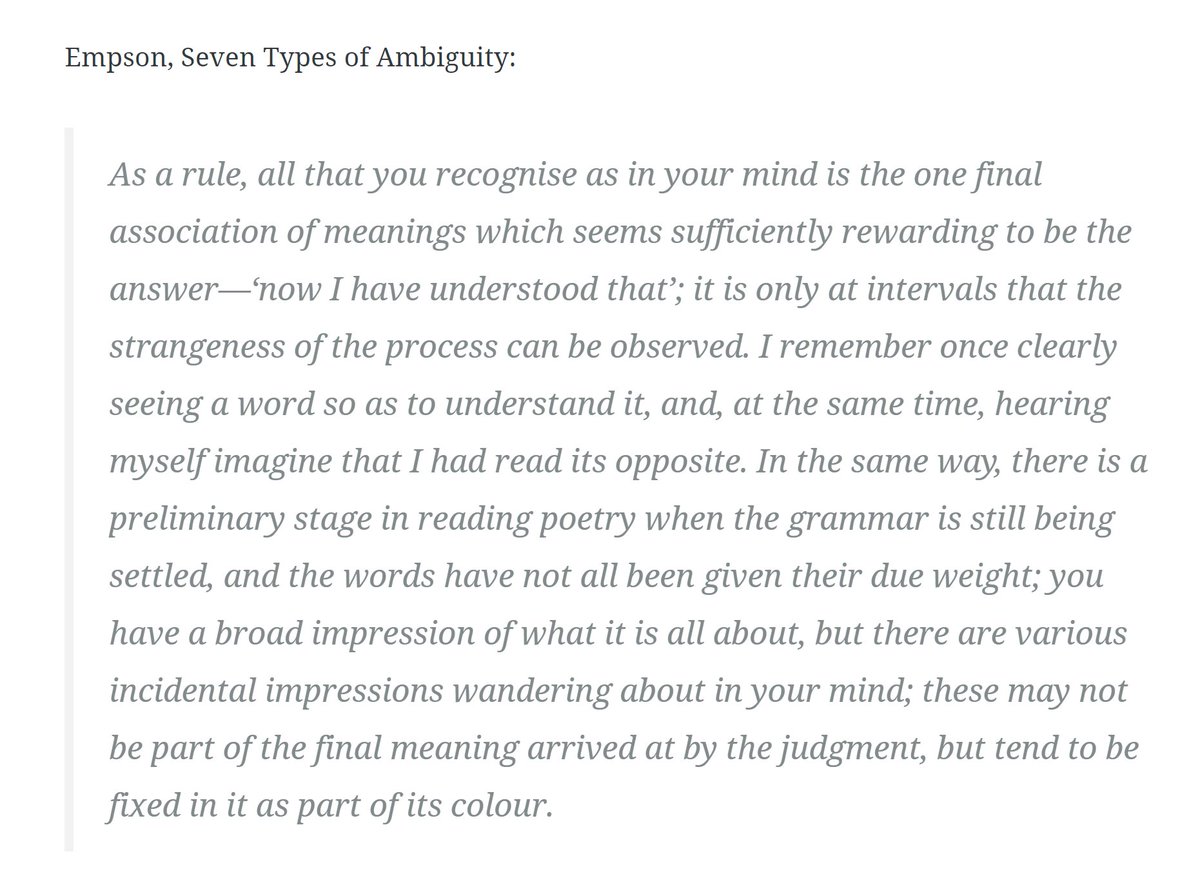 Empson, Seven Types of Ambiguity:
As a rule, all that you recognise as in your mind is the one final
association of meanings which seems sufficiently rewarding to be the
answer—‘now I have understood that’; it is only at intervals that the
strangeness of the process can be observed. I remember once clearly
seeing a word so as to understand it, and, at the same time, hearing
myself imagine that I had read its opposite. In the same way, there is a
preliminary stage in reading poetry when the grammar is still being
settled, and the words have not all been given their due weight; you
have a broad impression of what it is all about, but there are various
incidental impressions wandering about in your mind; these may not
be part of the final meaning arrived at by the judgment, but tend to be
fixed in it as part of its colour.